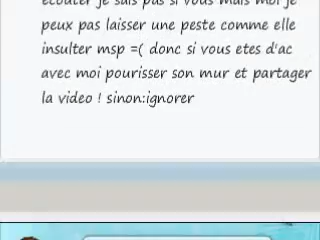 écouter je sais pas si vous mais moi je
peux pas laisser une peste comme elle
insulter msp =( donc si vous etes d'ac
avec moi pourisser son mur et partager
la video ! sinon:ignorer